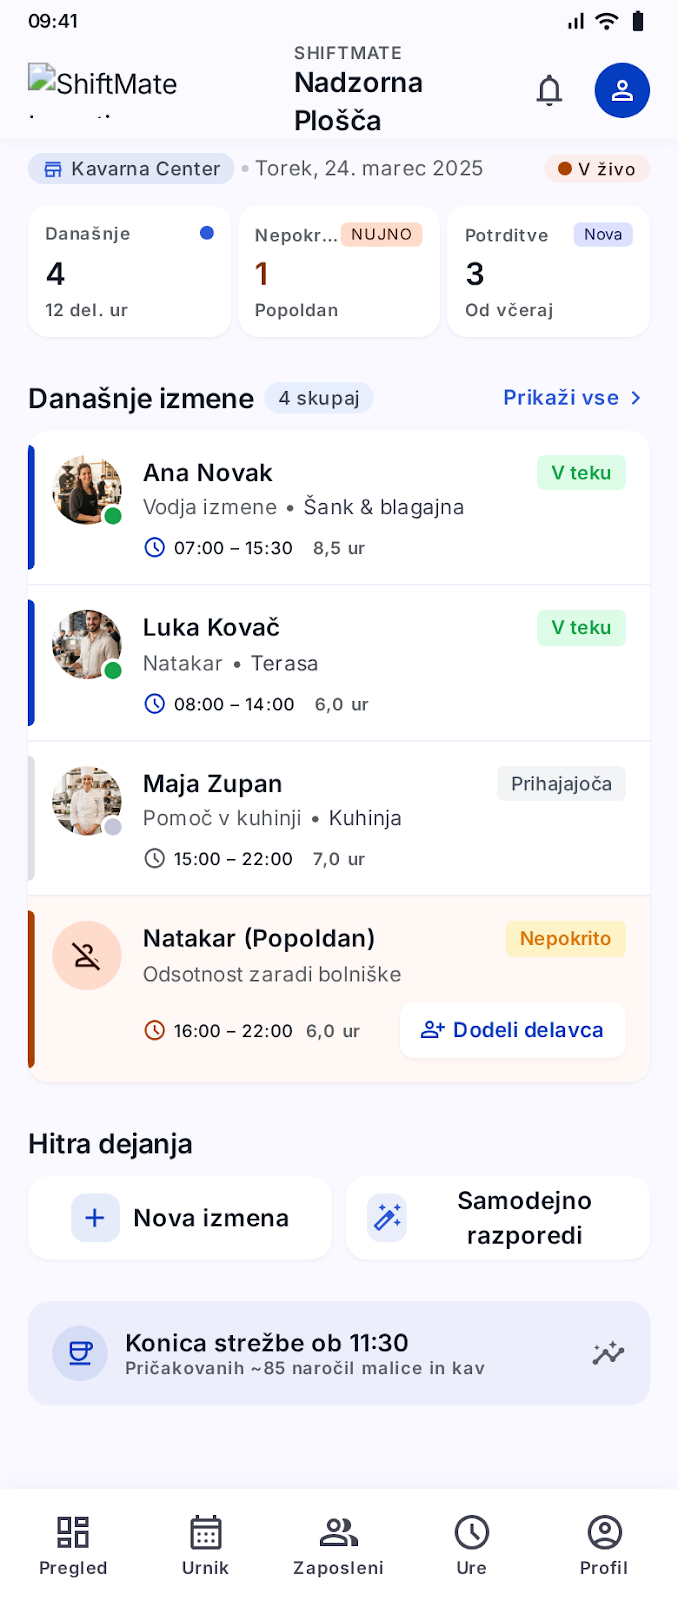 09:41
ShiftMate
SHIFTMATE
Nadzorna
Plošča
Kavarna Center
Torek, 24. marec 2025
V živo
Današnje
4
12 del. ur
Nepokr...
NUJNO
1
Popoldan
Potrditve
Nova
3
Od včeraj
Današnje izmene
4 skupaj
Prikaži vse
Ana Novak
V teku
Vodja izmene • Šank & blagajna
07:00 – 15:30 8,5 ur
Luka Kovač
V teku
Natakar • Terasa
08:00 – 14:00 6,0 ur
Maja Zupan
Prihajajoča
Pomoč v kuhinji • Kuhinja
15:00 – 22:00 7,0 ur
Natakar (Popoldan)
Nepokrito
Odsotnost zaradi bolniške
16:00 – 22:00 6,0 ur
Dodeli delavca
Hitra dejanja
Nova izmena
Samodejno
razporedi
Konica strežbe ob 11:30
Pričakovanih ~85 naročil malice in kav
Pregled
Urnik
Zaposleni
Ure
Profil